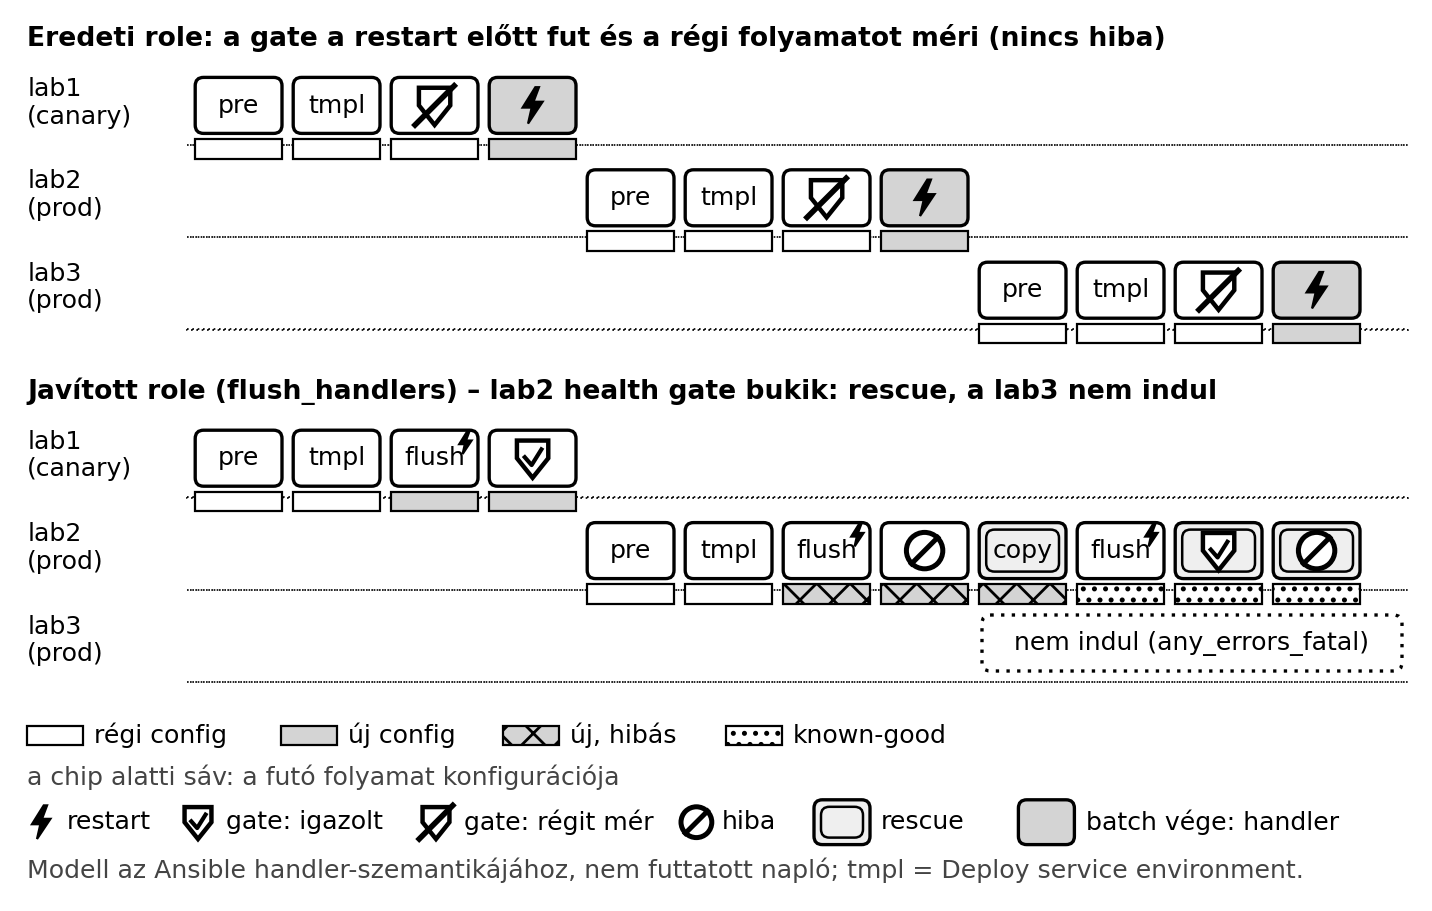 Eredeti role: a gate a restart előtt fut és a régi folyamatot méri (nincs hiba)
lab1
(canary)
pre tmpl
lab2
(prod)
pre tmpl
lab3
(prod)
pre tmpl
Javított role (flush_handlers) – lab2 health gate bukik: rescue, a lab3 nem indul
lab1
(canary)
pre tmpl flush
lab2
(prod)
pre tmpl flush copy flush
lab3
(prod)
nem indul (any_errors_fatal)
régi config új config új, hibás known-good
a chip alatti sáv: a futó folyamat konfigurációja
restart gate: igazolt gate: régit mér hiba rescue batch vége: handler
Modell az Ansible handler-szemantikájához, nem futtatott napló; tmpl = Deploy service environment.